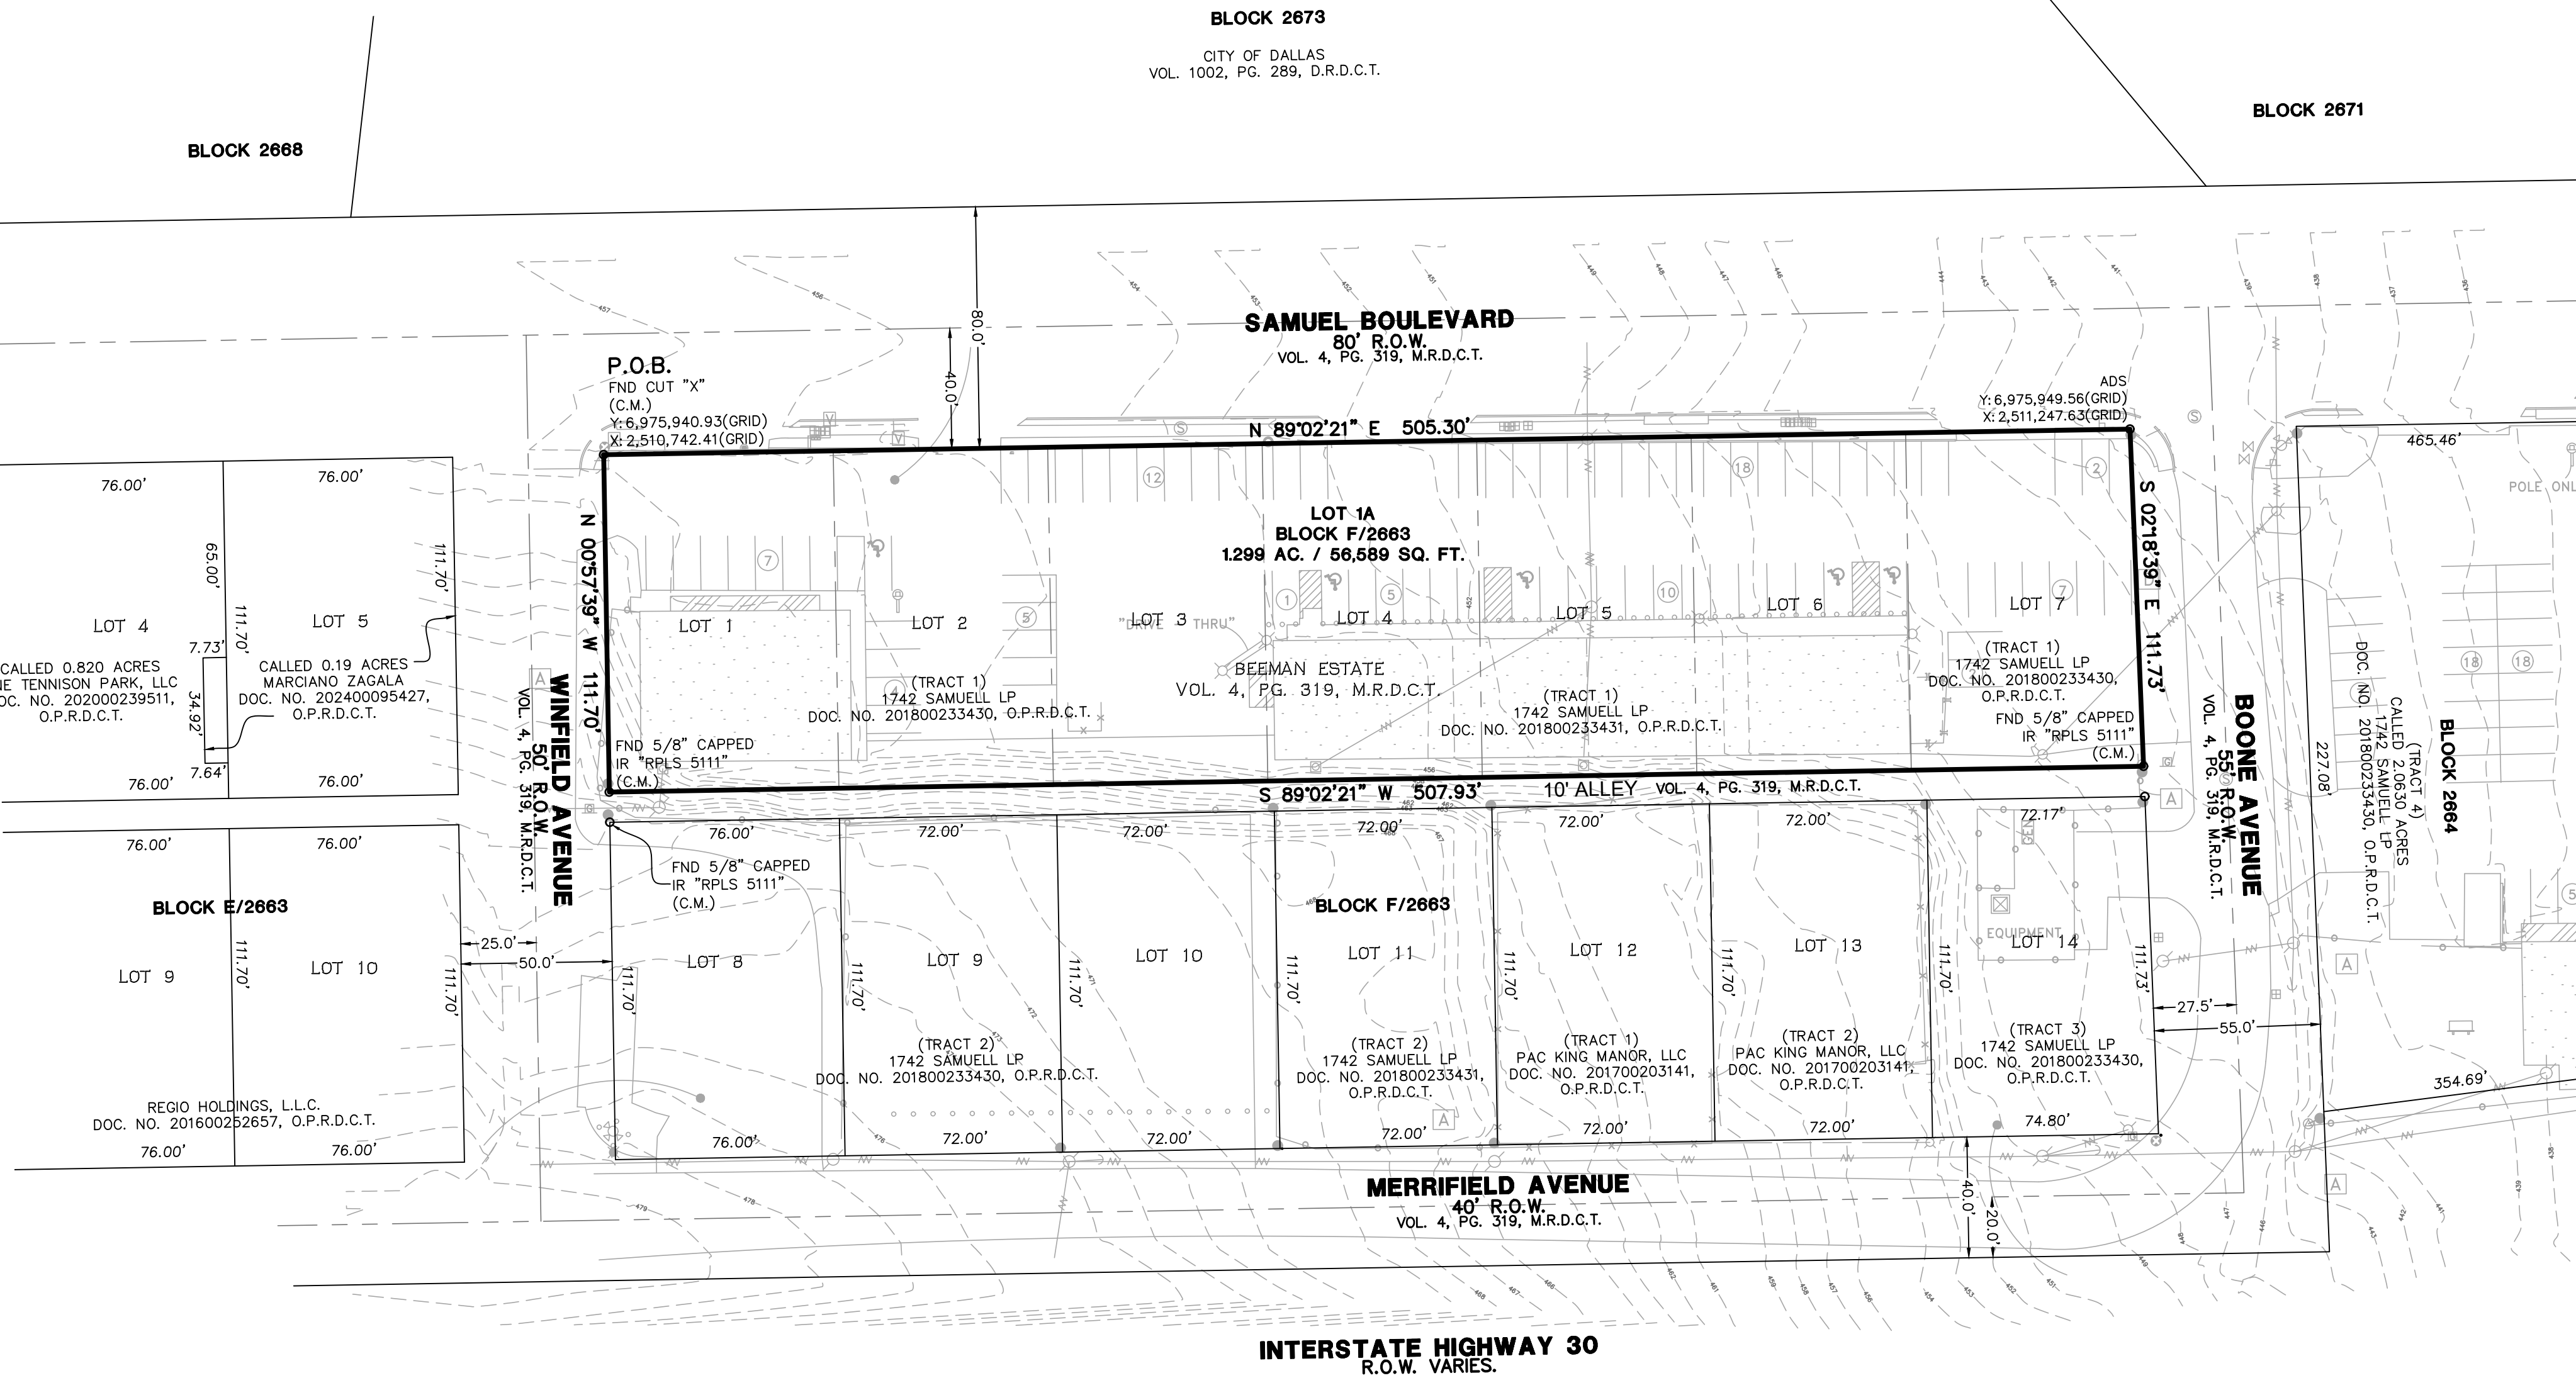 BLOCK 2673
CITY OF DALLAS
VOL. 1002, PG. 289, D.R.D.C.T.
BLOCK 2671
BLOCK 2668
SAMUEL BOULEVARD
80' R.O.W.
VOL. 4, PG. 319, M.R.D.C.T.
80.0'
40.0'
P.O.B.
FND CUT "X"
(C.M.)
Y: 6,975,940.93(GRID)
X: 2,510,742.41(GRID)
ADS
Y: 6,975,949.56(GRID)
X: 2,511,247.63(GRID)
N 89°02'21" E 505.30'
S 02°18'39" E 111.73'
S 89°02'21" W 507.93'
N 00°57'39" W 111.70'
LOT 1A
BLOCK F/2663
1.299 AC. / 56,589 SQ. FT.
12
18
2
7
5
1
5
10
7
LOT 1
LOT 2
LOT 3
LOT 4
LOT 5
LOT 6
LOT 7
"DRIVE - THRU"
BEEMAN ESTATE
VOL. 4, PG. 319, M.R.D.C.T.
(TRACT 1)
1742 SAMUELL LP
DOC. NO. 201800233430, O.P.R.D.C.T.
(TRACT 1)
1742 SAMUELL LP
DOC. NO. 201800233431, O.P.R.D.C.T.
(TRACT 1)
1742 SAMUELL LP
DOC. NO. 201800233430,
O.P.R.D.C.T.
FND 5/8" CAPPED
IR "RPLS 5111"
(C.M.)
FND 5/8" CAPPED
IR "RPLS 5111"
(C.M.)
10' ALLEY VOL. 4, PG. 319, M.R.D.C.T.
76.00'
76.00'
65.00'
111.70'
111.70'
LOT 4
LOT 5
7.73'
34.92'
7.64'
CALLED 0.820 ACRES
NE TENNISON PARK, LLC
OC. NO. 202000239511,
O.P.R.D.C.T.
CALLED 0.19 ACRES
MARCIANO ZAGALA
DOC. NO. 202400095427,
O.P.R.D.C.T.
76.00'
76.00'
WINFIELD AVENUE
50' R.O.W.
VOL. 4, PG. 319, M.R.D.C.T.
76.00'
76.00'
BLOCK E/2663
111.70'
111.70'
LOT 9
LOT 10
25.0'
50.0'
REGIO HOLDINGS, L.L.C.
DOC. NO. 201600252657, O.P.R.D.C.T.
76.00'
76.00'
FND 5/8" CAPPED
IR "RPLS 5111"
(C.M.)
76.00'
72.00'
72.00'
72.00'
72.00'
72.00'
72.17'
BLOCK F/2663
LOT 8
LOT 9
LOT 10
LOT 11
LOT 12
LOT 13
LOT 14
EQUIPMENT
GEN
111.70'
111.70'
111.70'
111.70'
111.70'
111.70'
111.70'
111.73'
(TRACT 2)
1742 SAMUELL LP
DOC. NO. 201800233430, O.P.R.D.C.T.
(TRACT 2)
1742 SAMUELL LP
DOC. NO. 201800233431,
O.P.R.D.C.T.
(TRACT 1)
PAC KING MANOR, LLC
DOC. NO. 201700203141,
O.P.R.D.C.T.
(TRACT 2)
PAC KING MANOR, LLC
DOC. NO. 201700203141,
O.P.R.D.C.T.
(TRACT 3)
1742 SAMUELL LP
DOC. NO. 201800233430,
O.P.R.D.C.T.
76.00'
72.00'
72.00'
72.00'
72.00'
72.00'
74.80'
BOONE AVENUE
55' R.O.W.
VOL. 4, PG. 319, M.R.D.C.T.
27.5'
55.0'
465.46'
POLE ONL
227.08'
BLOCK 2664
(TRACT 4)
1742 SAMUELL LP
CALLED 2.0630 ACRES
DOC. NO. 201800233430, O.P.R.D.C.T.
18
18
354.69'
MERRIFIELD AVENUE
40' R.O.W.
VOL. 4, PG. 319, M.R.D.C.T.
40.0'
20.0'
INTERSTATE HIGHWAY 30
R.O.W. VARIES.